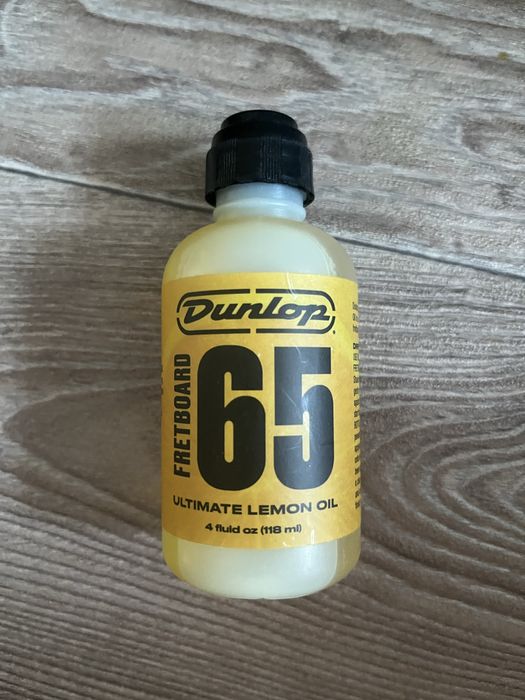 Dunlop
FRETBOARD
65
ULTIMATE LEMON OIL
4 fluid oz (118 ml)